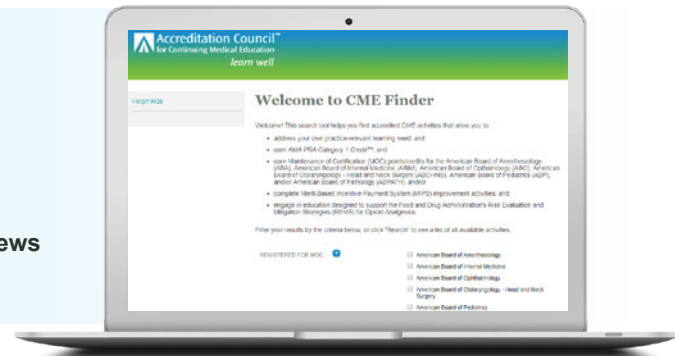 Accreditation Council™
for Continuing Medical Education
learn well
Help/FAQs
Welcome to CME Finder
Welcome! This search tool helps you find accredited CME activities that allow you to
• address your own practice-relevant learning need; and
• earn AMA PRA Category 1 Credit™; and
• earn Maintenance of Certification (MOC) points/credits for the American Board of Anesthesiology
(ABA), American Board of Internal Medicine (ABIM), American Board of Opthalmology (ABO), American
Board of Otolaryngology - Head and Neck Surgery (ABOHNS), American Board of Pediatrics (ABP),
and/or American Board of Pathology (ABPATH); and/or
• complete Merit-Based Incentive Payment System (MIPS) improvement activities; and
• engage in education designed to support the Food and Drug Administration's Risk Evaluation and
Mitigation Strategies (REMS) for Opioid Analgesics.
Filter your results by the criteria below, or click "Search" to see a list of all available activities.
ews
REGISTERED FOR MOC
American Board of Anesthesiology
American Board of Internal Medicine
American Board of Ophthalmology
American Board of Otolaryngology - Head and Neck
Surgery
American Board of Pediatrics